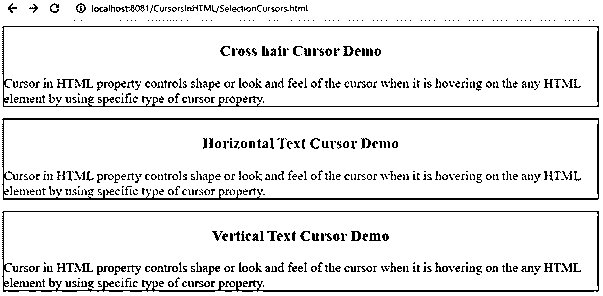 localhost:8081/CursorsInHTML/SelectionCursors.html
Cross hair Cursor Demo
Cursor in HTML property controls shape or look and feel of the cursor when it is hovering on the any HTML
element by using specific type of cursor property.
Horizontal Text Cursor Demo
Cursor in HTML property controls shape or look and feel of the cursor when it is hovering on the any HTML
element by using specific type of cursor property.
Vertical Text Cursor Demo
Cursor in HTML property controls shape or look and feel of the cursor when it is hovering on the any HTML
element by using specific type of cursor property.